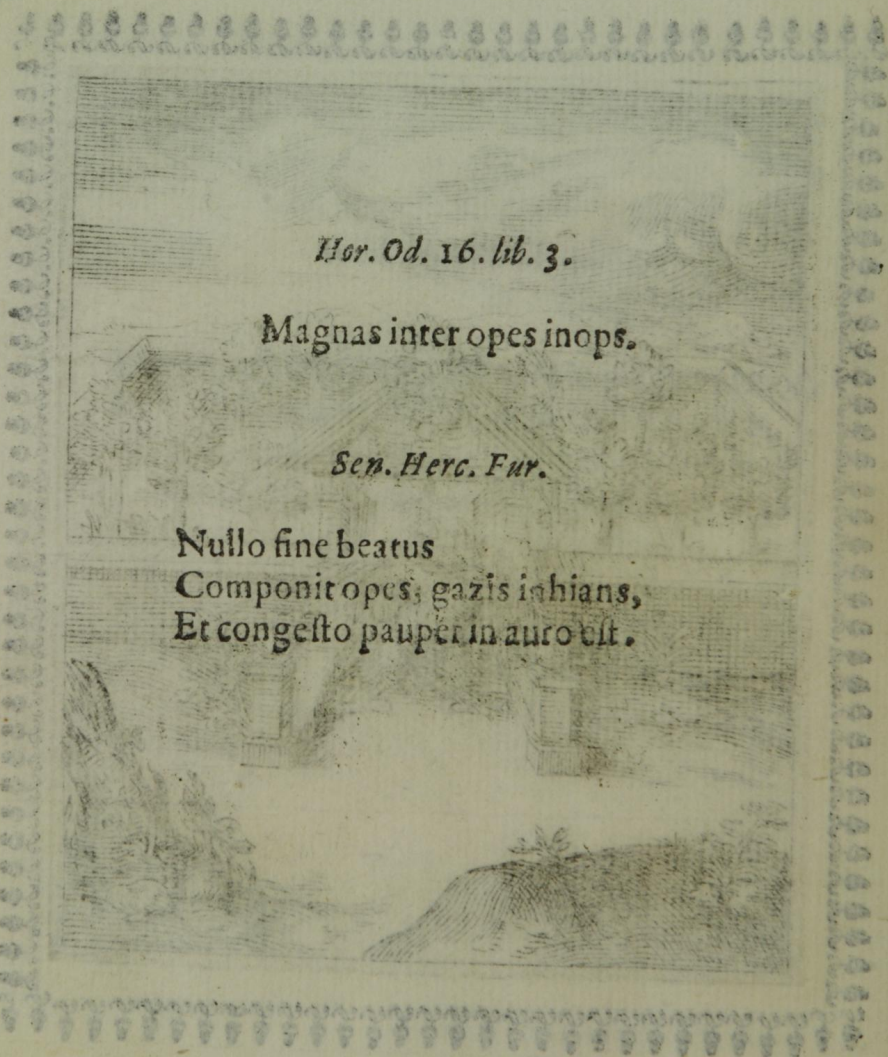 Hor. Od. 16. lib. 3.
Magnas inter opes inops.
Sen. Herc. Fur.
Nullo fine beatus
Componit opes, gazis inhians,
Et congeſto pauper in auro eſt.